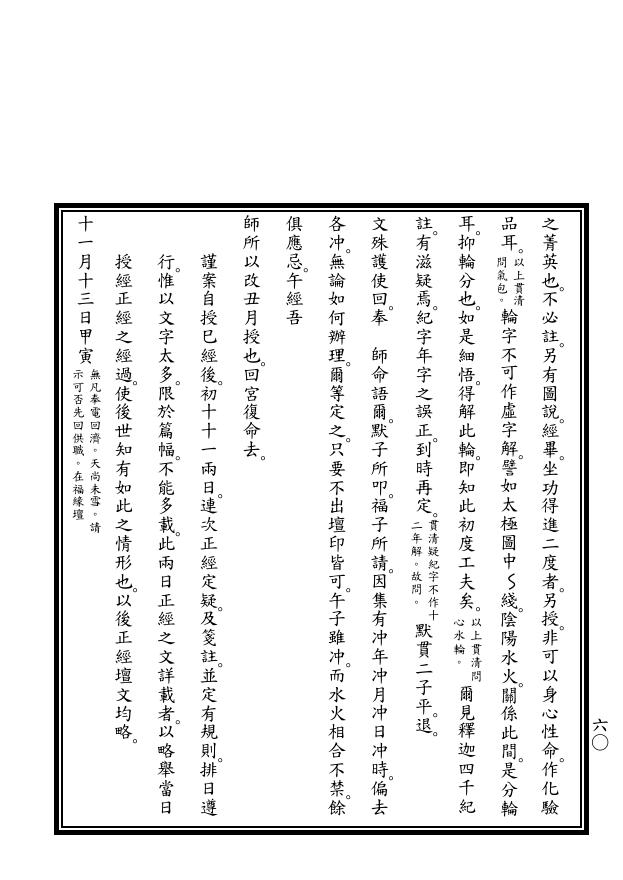 之菁英也。不必註。另有圖說。經畢。坐功得進二度者。另授。非可以身心性命。作化驗
品耳。以上貫清問氣包。輪字不可作虛字解。譬如太極圖中〜綫。陰陽水火。關係此間。是分輪
耳。抑輪分也。如是細悟。得解此輪。即知此初度工夫矣。以上貫清問心水輪。爾見釋迦四千紀
註。有滋疑焉。紀字年字之誤。正。到時再定。貫清疑紀字不作十二年解。故問。默貫二子平。退。
文殊護使回。奉　師命語爾。默子所叩。福子所請。因集有冲年冲月冲日冲時。偏去
各冲。無論如何辦理。爾等定之。只要不出壇印皆可。午子雖冲。而水火相合不禁。餘
俱應忌。午經吾
師所以改丑月授也。回宮復命去。
謹案自授巳經後。初十十一兩日。連次正經定疑。及箋註。並定有規則。排日遵
行。惟以文字太多。限於篇幅。不能多載。此兩日正經之文詳載者。以略舉當日
授經正經之經過。使後世知有如此之情形也。以後正經壇文均略。
十一月十三日甲寅無凡奉電回濟。天尚未雪。請示可否先回供職。在福緣壇
六〇